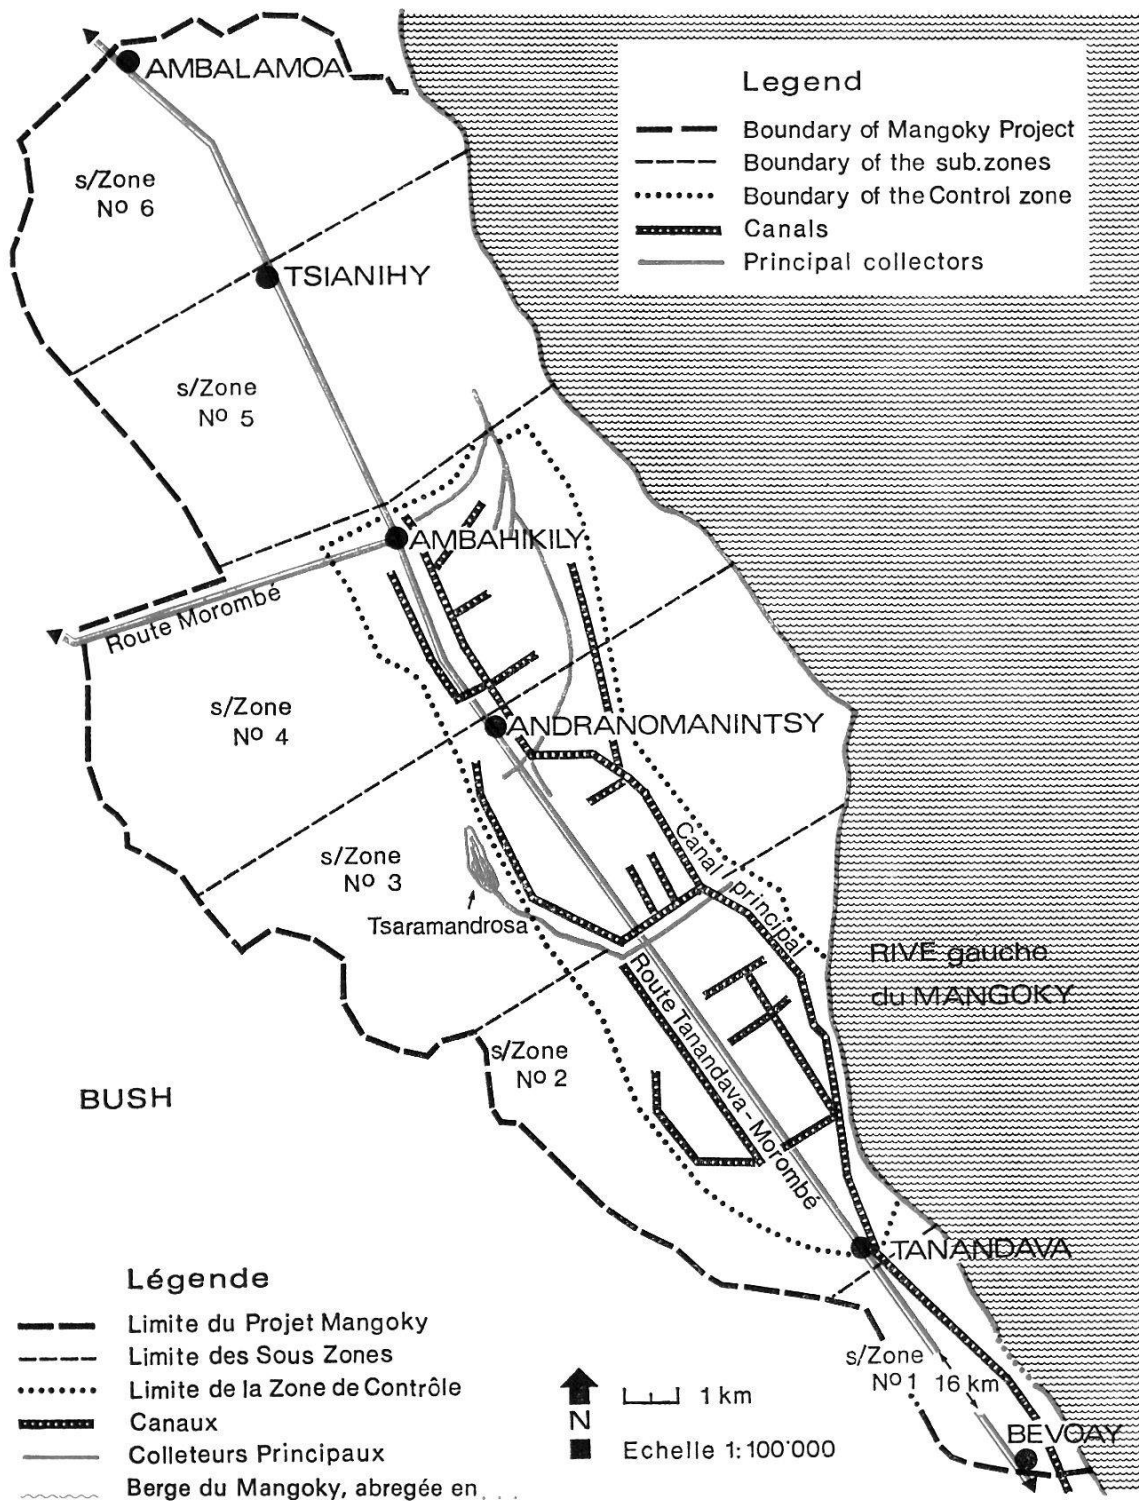 AMBALAMOA
Legend
Boundary of Mangoky Project
Boundary of the sub.zones
Boundary of the Control zone
Canals
Principal collectors
s/Zone
No 6
TSIANIHY
s/Zone
No 5
AMBAHIKILY
Route Morombé
s/Zone
No 4
ANDRANOMANINTSY
Canal principal
s/Zone
No 3
Tsaramandrosa
RIVE gauche
du MANGOKY
Route Tanandava - Morombé
s/Zone
No 2
BUSH
TANANDAVA
Légende
Limite du Projet Mangoky
Limite des Sous Zones
Limite de la Zone de Contrôle
Canaux
Colleteurs Principaux
Berge du Mangoky, abregée en . . .
N
1 km
Echelle 1:100'000
s/Zone
No 1
16 km
BEVOAY